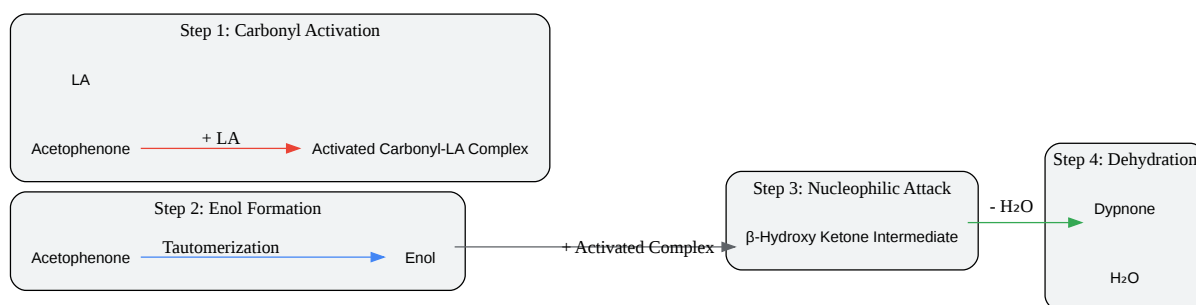 Step 1: Carbonyl Activation
LA
Acetophenone
+ LA
Activated Carbonyl-LA Complex
Step 2: Enol Formation
Acetophenone
Tautomerization
Enol
+ Activated Complex
Step 3: Nucleophilic Attack
β-Hydroxy Ketone Intermediate
- H₂O
Step 4: Dehydration
Dypnone
H₂O